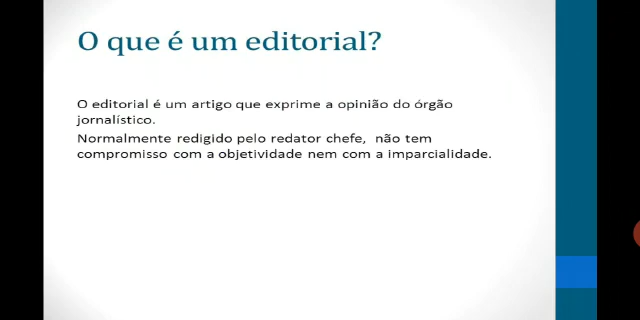 O que é um editorial?
O editorial é um artigo que exprime a opinião do órgão
jornalístico.
Normalmente redigido pelo redator chefe, não tem
compromisso com a objetividade nem com a imparcialidade.